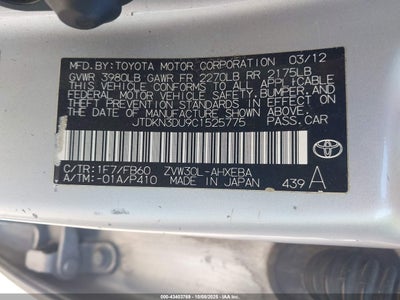 MFD. BY: TOYOTA MOTOR CORPORATION 03/12
GVWR 3980LB GAWR FR 2270LB RR 2175LB
THIS VEHICLE CONFORMS TO ALL APPLICABLE
FEDERAL MOTOR VEHICLE SAFETY AND THEFT
PREVENTION STANDARDS IN EFFECT ON
THE DATE OF MANUFACTURE SHOWN ABOVE.
JTDKN3DU9C1525775 PASS.CAR
C/TR: 1F7/FB60 ZVW30L-AHXEBA
A/TM: -01A/P410 MADE IN JAPAN 439 A
TOYOTA